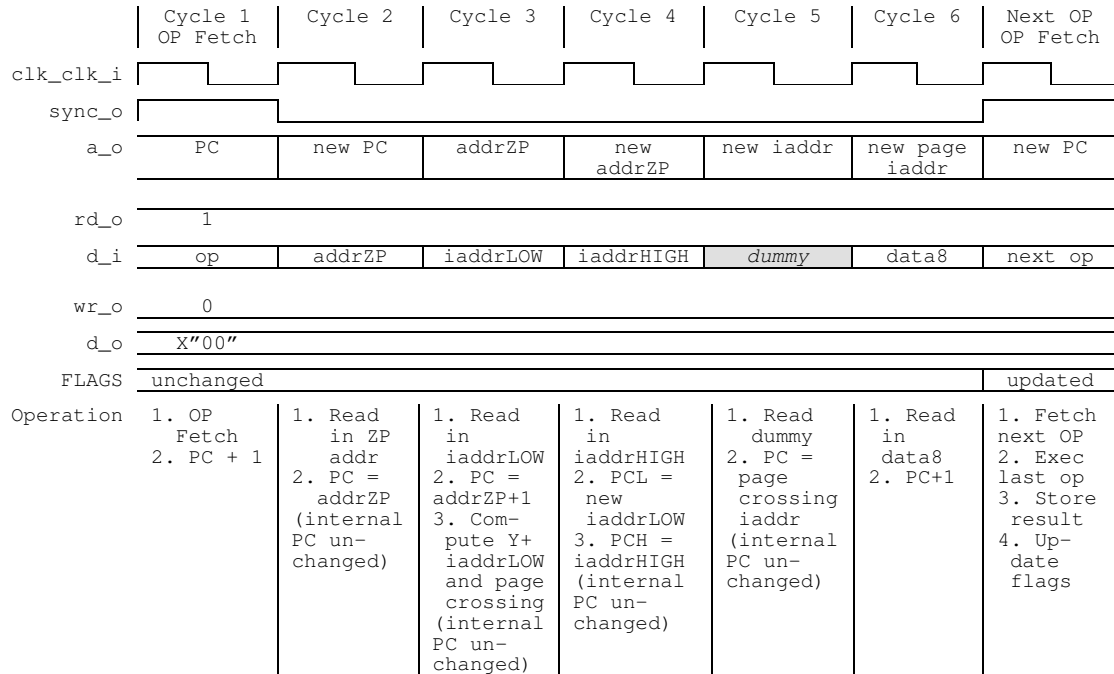 Cycle 1 Cycle 2 Cycle 3 Cycle 4 Cycle 5 Cycle 6 Next OP
OP Fetch OP Fetch
clk_clk_i
sync_o
a_o PC new PC addrZP new new iaddr new page new PC
addrZP iaddr
rd_o 1
d_i op addrZP iaddrLOW iaddrHIGH dummy data8 next op
wr_o 0
d_o X"00"
FLAGS unchanged updated
Operation 1. OP 1. Read 1. Read 1. Read 1. Read 1. Read 1. Fetch
Fetch in ZP in in dummy in next OP
2. PC + 1 addr iaddrLOW iaddrHIGH 2. PC = data8 2. Exec
2. PC = 2. PC = 2. PCL = page 2. PC+1 last op
addrZP addrZP+1 new crossing 3. Store
(internal 3. Com- iaddrLOW iaddr result
PC un- pute Y+ 3. PCH = (internal 4. Up-
changed) iaddrLOW iaddrHIGH PC un- date
and page (internal changed) flags
crossing PC un-
(internal changed)
PC un-
changed)